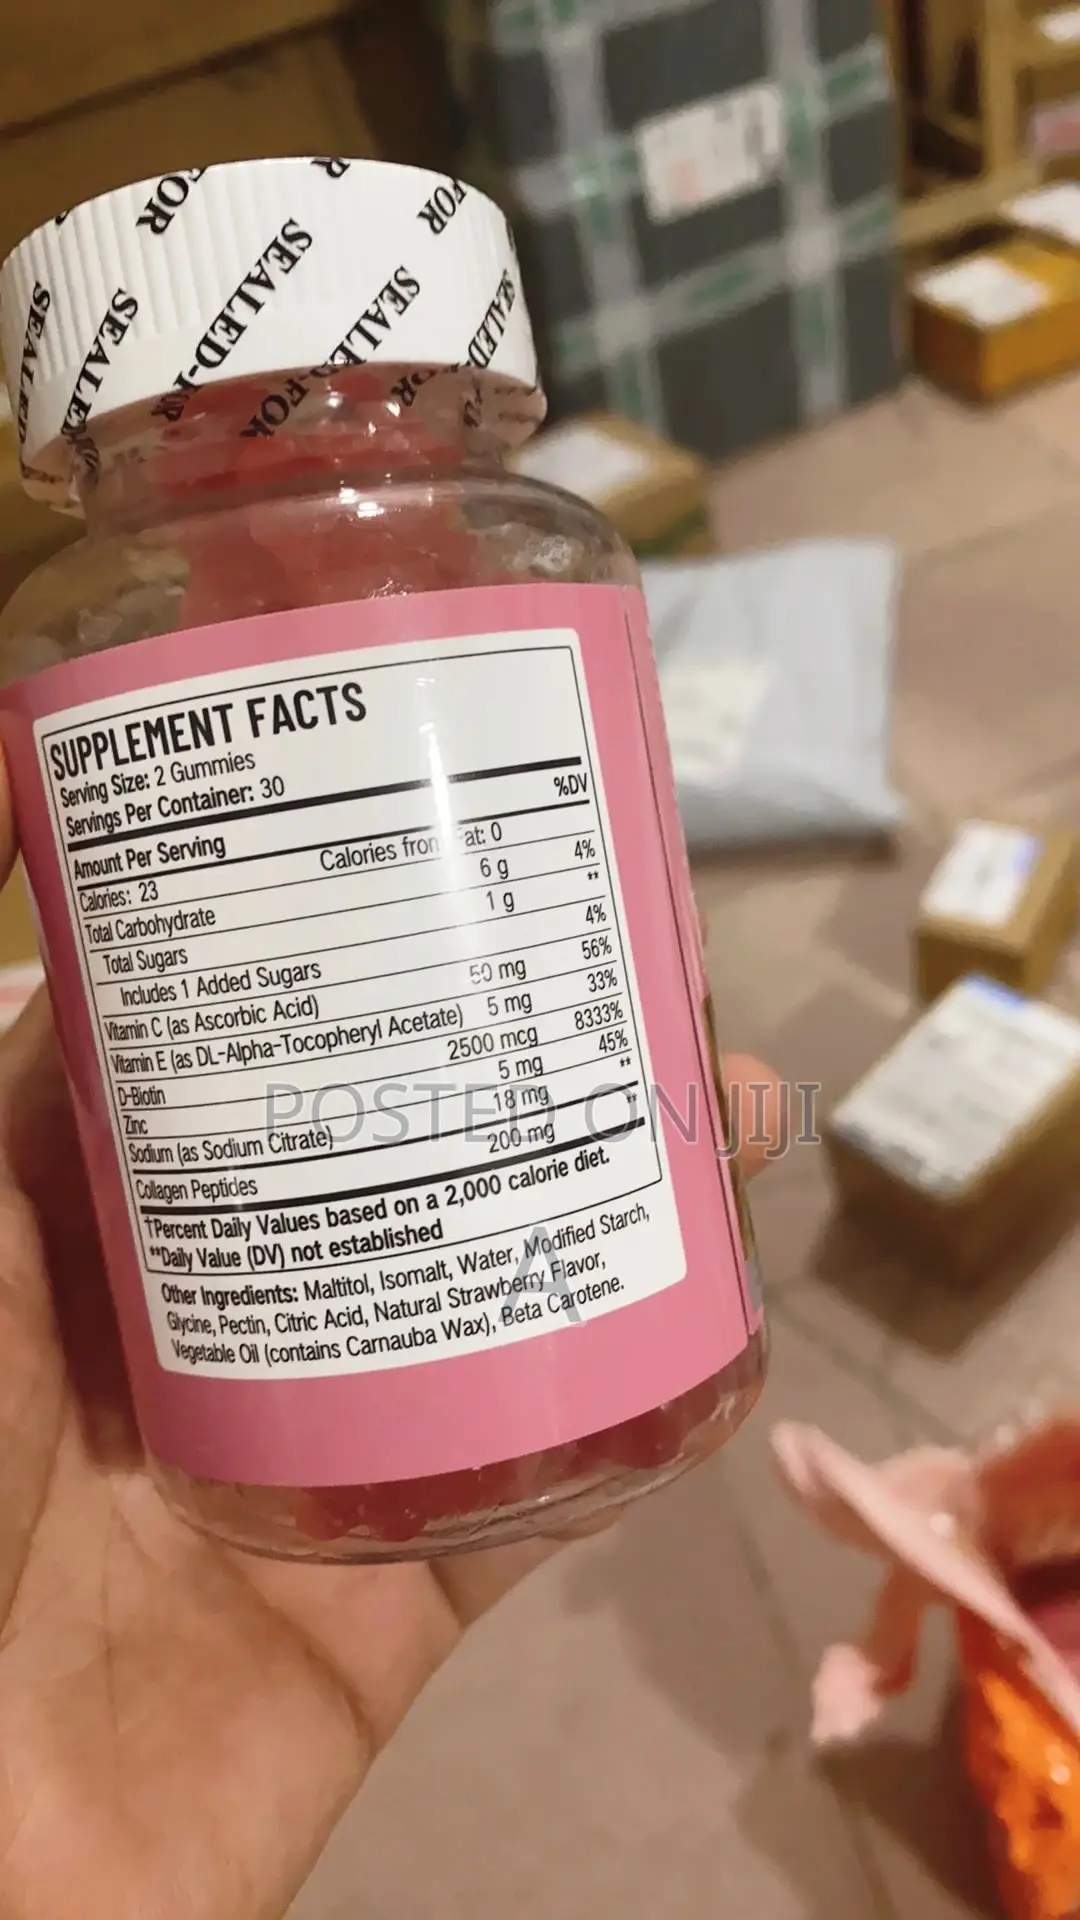 SEALED-FOR
SEALED-FOR
SEALED-FOR
SUPPLEMENT FACTS
Serving Size: 2 Gummies
Servings Per Container: 30
%DV
Amount Per Serving
Calories: 23 Calories from Fat: 0
Total Carbohydrate 6 g 4%
Total Sugars 1 g **
Includes 1 Added Sugars 4%
Vitamin C (as Ascorbic Acid) 50 mg 56%
Vitamin E (as DL-Alpha-Tocopheryl Acetate) 5 mg 33%
D-Biotin 2500 mcg 8333%
Zinc 5 mg 45%
Sodium (as Sodium Citrate) 18 mg **
Collagen Peptides 200 mg **
†Percent Daily Values based on a 2,000 calorie diet.
**Daily Value (DV) not established
Other Ingredients: Maltitol, Isomalt, Water, Modified Starch,
Glycine, Pectin, Citric Acid, Natural Strawberry Flavor,
Vegetable Oil (contains Carnauba Wax), Beta Carotene.
POSTED ON JIJI
A